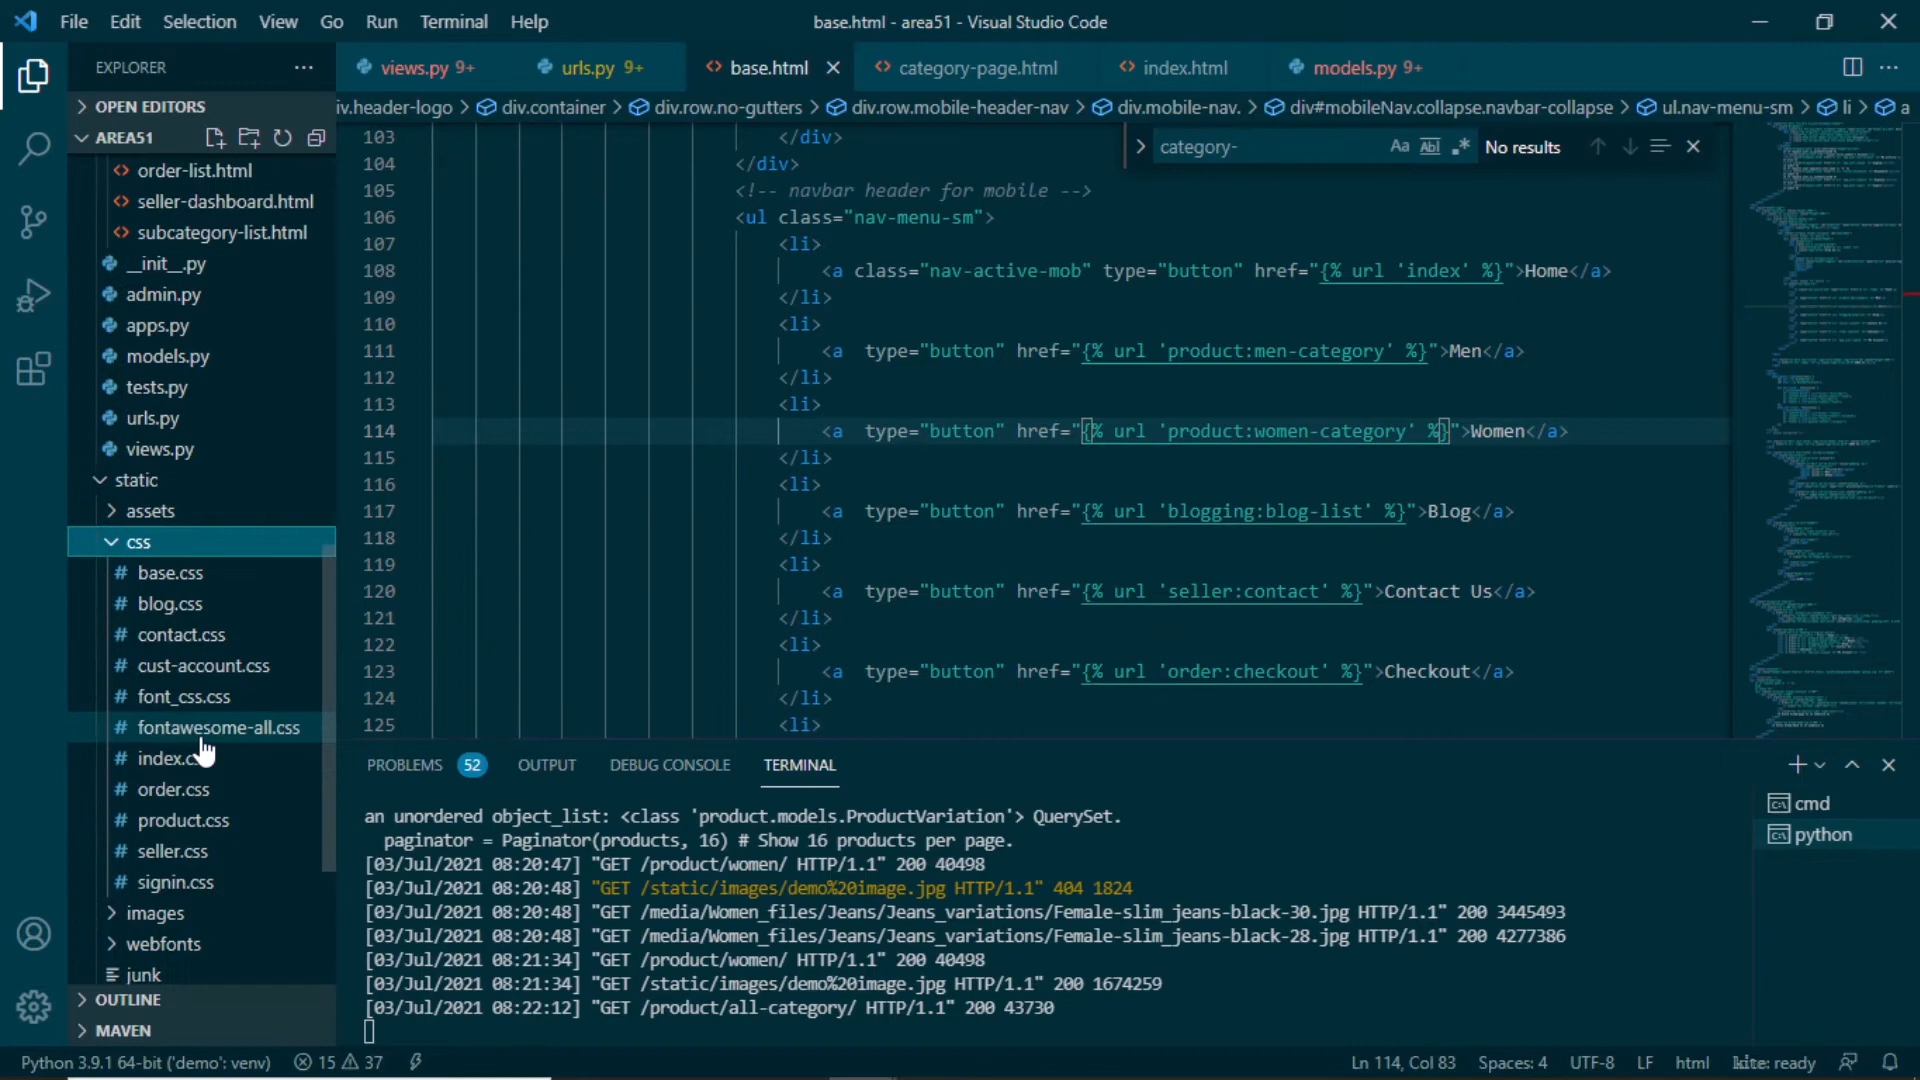 File Edit Selection View Go Run Terminal Help
base.html - area51 - Visual Studio Code
EXPLORER
views.py 9+
urls.py 9+
base.html
category-page.html
index.html
models.py 9+
OPEN EDITORS
iv.header-logo > div.container > div.row.no-gutters > div.row.mobile-header-nav > div.mobile-nav. > div#mobileNav.collapse.navbar-collapse > ul.nav-menu-sm > li > a
AREA51
order-list.html
seller-dashboard.html
subcategory-list.html
__init__.py
admin.py
apps.py
models.py
tests.py
urls.py
views.py
static
assets
css
base.css
blog.css
contact.css
cust-account.css
font_css.css
fontawesome-all.css
index.c
order.css
product.css
seller.css
signin.css
images
webfonts
junk
OUTLINE
MAVEN
category-
Aa Abl .* No results
103 </div>
104 </div>
105 <!-- navbar header for mobile -->
106 <ul class="nav-menu-sm">
107 <li>
108 <a class="nav-active-mob" type="button" href="{% url 'index' %}">Home</a>
109 </li>
110 <li>
111 <a  type="button" href="{% url 'product:men-category' %}">Men</a>
112 </li>
113 <li>
114 <a  type="button" href="{% url 'product:women-category' %}">Women</a>
115 </li>
116 <li>
117 <a  type="button" href="{% url 'blogging:blog-list' %}">Blog</a>
118 </li>
119 <li>
120 <a  type="button" href="{% url 'seller:contact' %}">Contact Us</a>
121 </li>
122 <li>
123 <a  type="button" href="{% url 'order:checkout' %}">Checkout</a>
124 </li>
125 <li>
PROBLEMS 52 OUTPUT DEBUG CONSOLE TERMINAL
cmd
python
an unordered object_list: <class 'product.models.ProductVariation'> QuerySet.
paginator = Paginator(products, 16) # Show 16 products per page.
[03/Jul/2021 08:20:47] "GET /product/women/ HTTP/1.1" 200 40498
[03/Jul/2021 08:20:48] "GET /static/images/demo%20image.jpg HTTP/1.1" 404 1824
[03/Jul/2021 08:20:48] "GET /media/Women_files/Jeans/Jeans_variations/Female-slim_jeans-black-30.jpg HTTP/1.1" 200 3445493
[03/Jul/2021 08:20:48] "GET /media/Women_files/Jeans/Jeans_variations/Female-slim_jeans-black-28.jpg HTTP/1.1" 200 4277386
[03/Jul/2021 08:21:34] "GET /product/women/ HTTP/1.1" 200 40498
[03/Jul/2021 08:21:34] "GET /static/images/demo%20image.jpg HTTP/1.1" 200 1674259
[03/Jul/2021 08:22:12] "GET /product/all-category/ HTTP/1.1" 200 43730
Python 3.9.1 64-bit ('demo': venv) 15 37
Ln 114, Col 83 Spaces: 4 UTF-8 LF html kite: ready